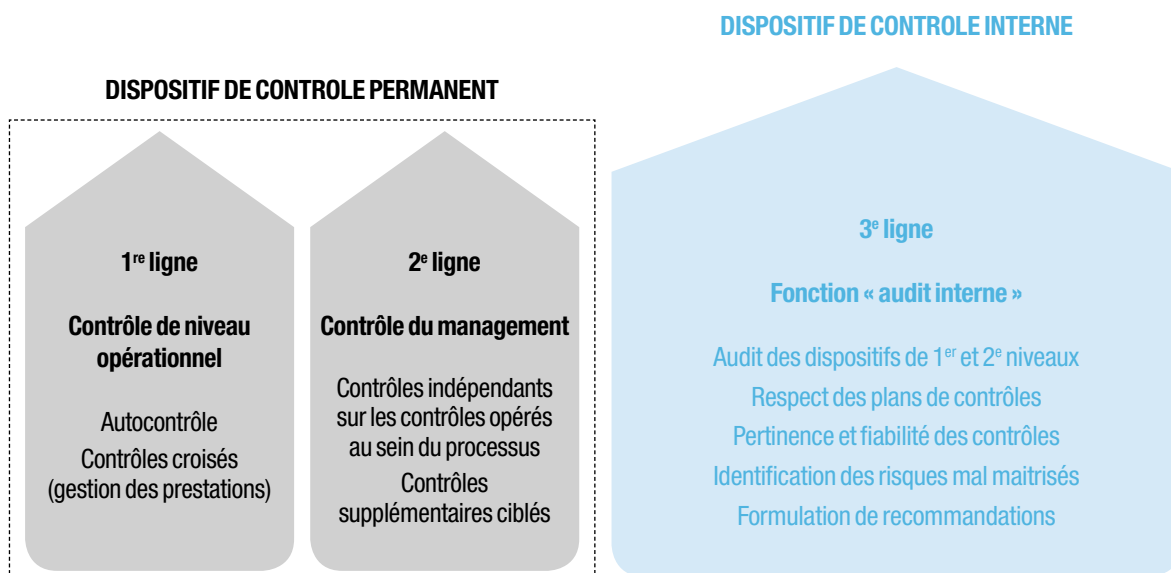 DISPOSITIF DE CONTROLE INTERNE
DISPOSITIF DE CONTROLE PERMANENT
1re ligne
Contrôle de niveau
opérationnel
Autocontrôle
Contrôles croisés
(gestion des prestations)
2e ligne
Contrôle du management
Contrôles indépendants
sur les contrôles opérés
au sein du processus
Contrôles
supplémentaires ciblés
3e ligne
Fonction « audit interne »
Audit des dispositifs de 1er et 2e niveaux
Respect des plans de contrôles
Pertinence et fiabilité des contrôles
Identification des risques mal maitrisés
Formulation de recommandations